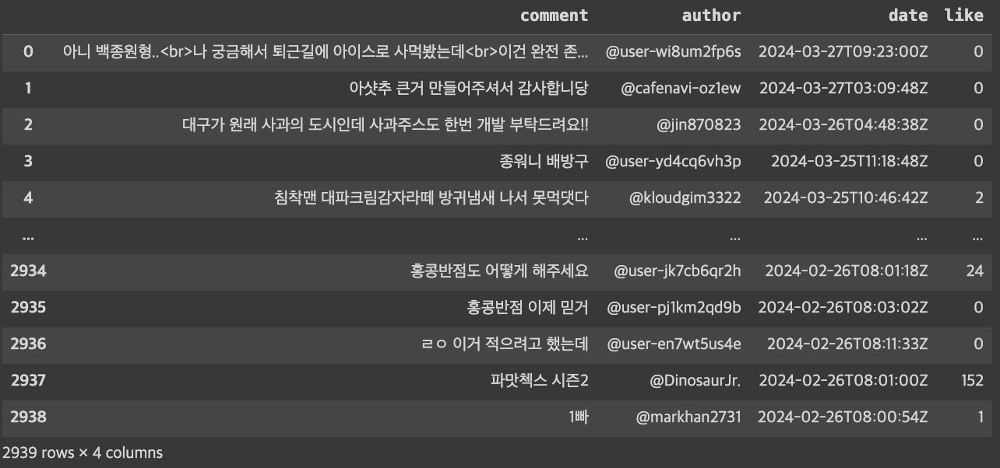 comment author date like
0 아니 백종원형..<br>나 궁금해서 퇴근길에 아이스로 사먹봤는데<br>이건 완전 존... @user-wi8um2fp6s 2024-03-27T09:23:00Z 0
1 아샷추 큰거 만들어주셔서 감사합니당 @cafenavi-oz1ew 2024-03-27T03:09:48Z 0
2 대구가 원래 사과의 도시인데 사과주스도 한번 개발 부탁드려요!! @jin870823 2024-03-26T04:48:38Z 0
3 종워니 배방구 @user-yd4cq6vh3p 2024-03-25T11:18:48Z 0
4 침착맨 대파크림감자라떼 방귀냄새 나서 못먹댓다 @kloudgim3322 2024-03-25T10:46:42Z 2
... ... ... ... ...
2934 홍콩반점도 어떻게 해주세요 @user-jk7cb6qr2h 2024-02-26T08:01:18Z 24
2935 홍콩반점 이제 믿거 @user-pj1km2qd9b 2024-02-26T08:03:02Z 0
2936 ㄹㅇ 이거 적으려고 했는데 @user-en7wt5us4e 2024-02-26T08:11:33Z 0
2937 파맛첵스 시즌2 @DinosaurJr. 2024-02-26T08:01:00Z 152
2938 1빠 @markhan2731 2024-02-26T08:00:54Z 1
2939 rows × 4 columns